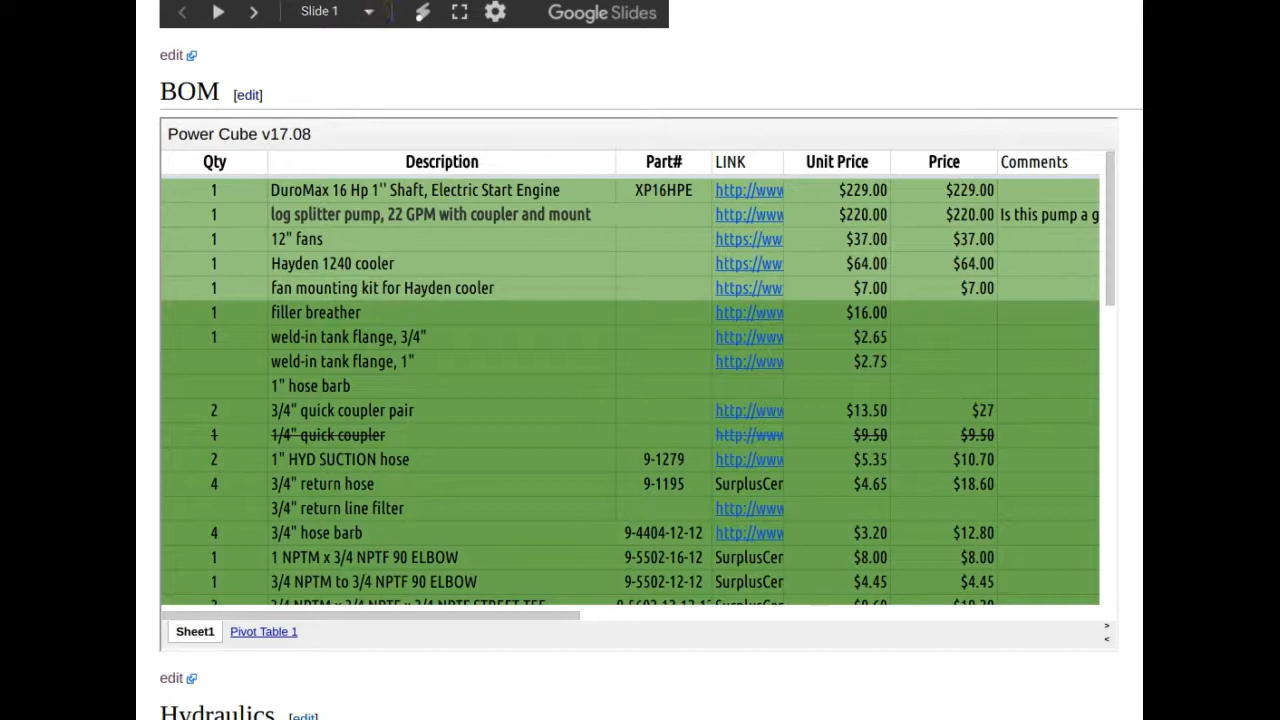 Slide 1 Google Slides
edit
BOM [edit]
Power Cube v17.08
Qty Description Part# LINK Unit Price Price Comments
1 DuroMax 16 Hp 1'' Shaft, Electric Start Engine XP16HPE http://www $229.00 $229.00
1 log splitter pump, 22 GPM with coupler and mount http://www $220.00 $220.00 Is this pump a g
1 12" fans https://ww $37.00 $37.00
1 Hayden 1240 cooler https://ww $64.00 $64.00
1 fan mounting kit for Hayden cooler https://ww $7.00 $7.00
1 filler breather http://www $16.00
1 weld-in tank flange, 3/4" http://www $2.65
weld-in tank flange, 1" http://www $2.75
1" hose barb
2 3/4" quick coupler pair http://www $13.50 $27
1 1/4" quick coupler http://www $9.50 $9.50
2 1" HYD SUCTION hose 9-1279 http://www $5.35 $10.70
4 3/4" return hose 9-1195 SurplusCer $4.65 $18.60
3/4" return line filter http://www
4 3/4" hose barb 9-4404-12-12 http://www $3.20 $12.80
1 1 NPTM x 3/4 NPTF 90 ELBOW 9-5502-16-12 SurplusCer $8.00 $8.00
1 3/4 NPTM to 3/4 NPTF 90 ELBOW 9-5502-12-12 SurplusCer $4.45 $4.45
3/4 NPTM x 3/4 NPTF x 3/4 NPTF STREET TEE SurplusCer
Sheet1 Pivot Table 1
edit
Hydraulics [edit]